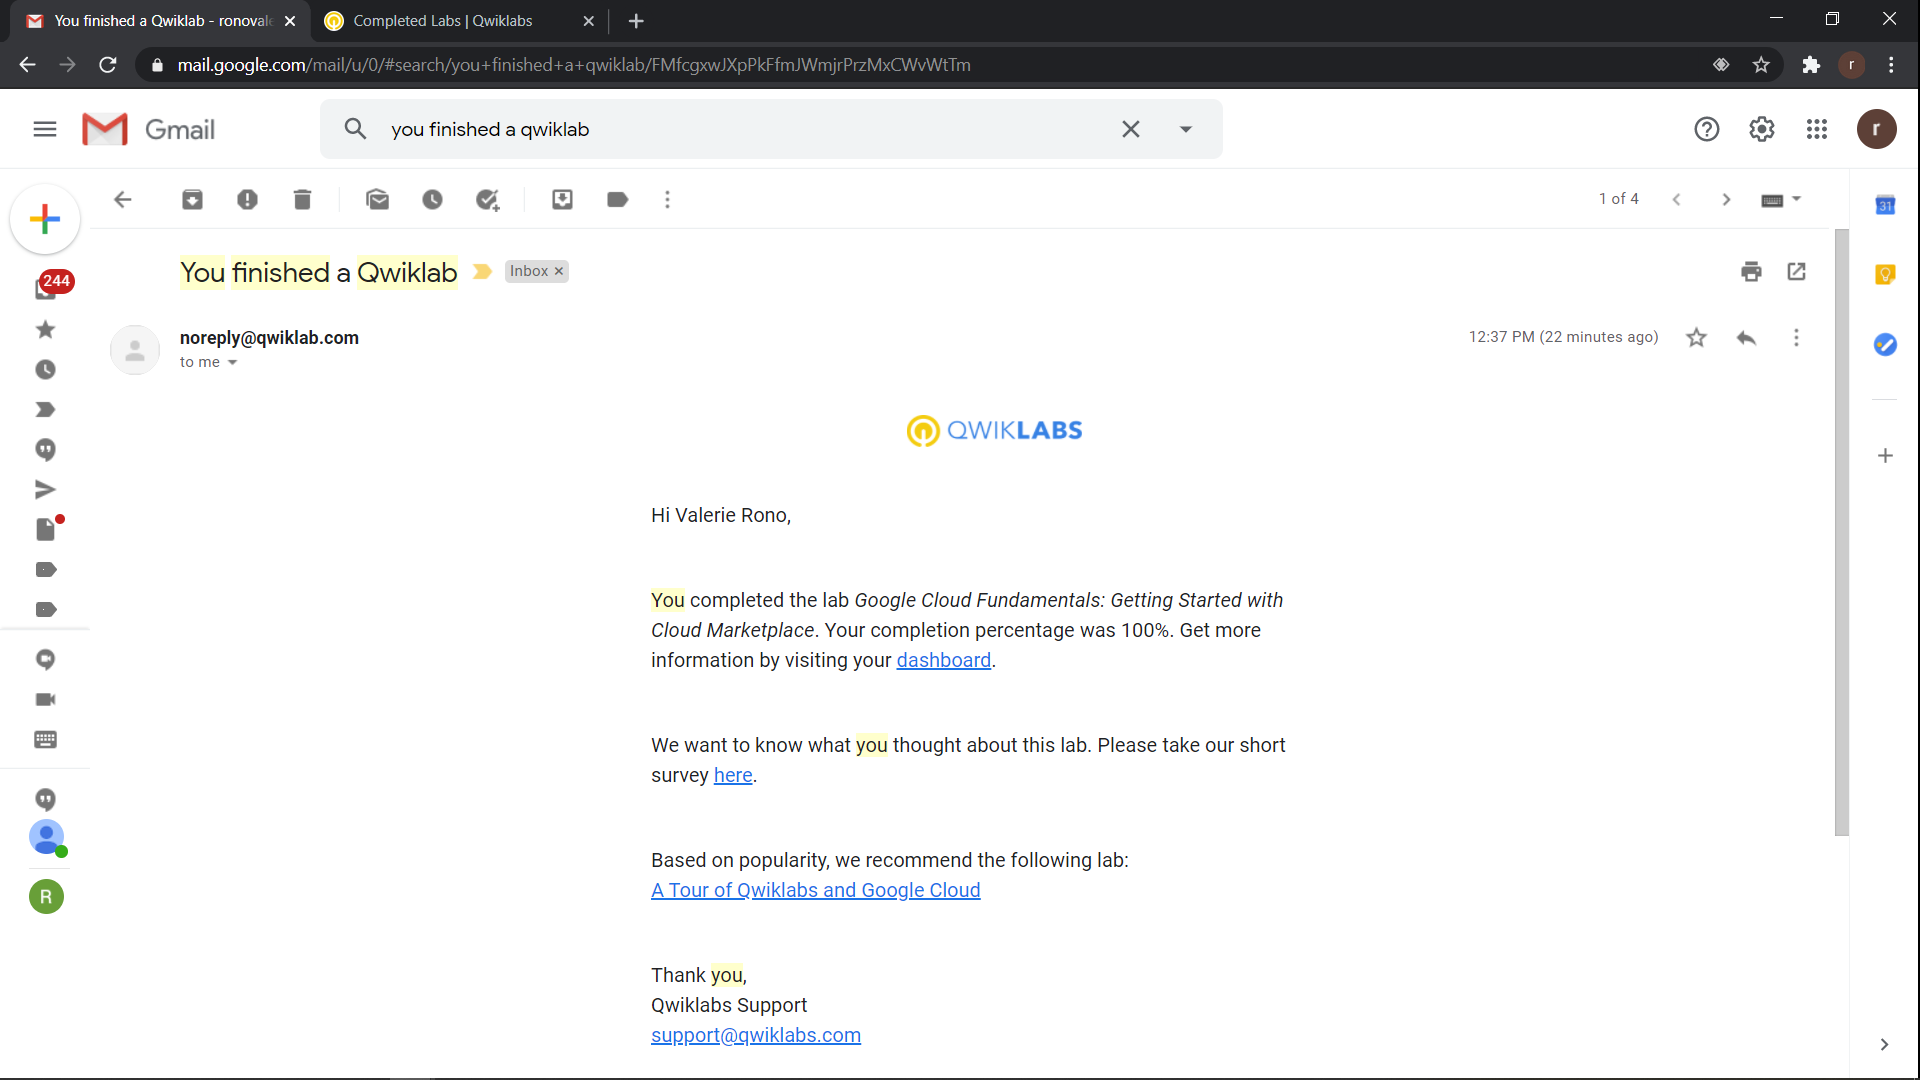 You finished a Qwiklab - ronovale
Completed Labs | Qwiklabs
mail.google.com/mail/u/0/#search/you+finished+a+qwiklab/FMfcgxwJXpPkFfmJWmjrPrzMxCWvWtTm
r
Gmail
you finished a qwiklab
r
1 of 4
31
244
You finished a Qwiklab
Inbox ×
noreply@qwiklab.com
12:37 PM (22 minutes ago)
to me
QWIKLABS
Hi Valerie Rono,
You completed the lab Google Cloud Fundamentals: Getting Started with
Cloud Marketplace. Your completion percentage was 100%. Get more
information by visiting your dashboard.
We want to know what you thought about this lab. Please take our short
survey here.
Based on popularity, we recommend the following lab:
A Tour of Qwiklabs and Google Cloud
R
Thank you,
Qwiklabs Support
support@qwiklabs.com